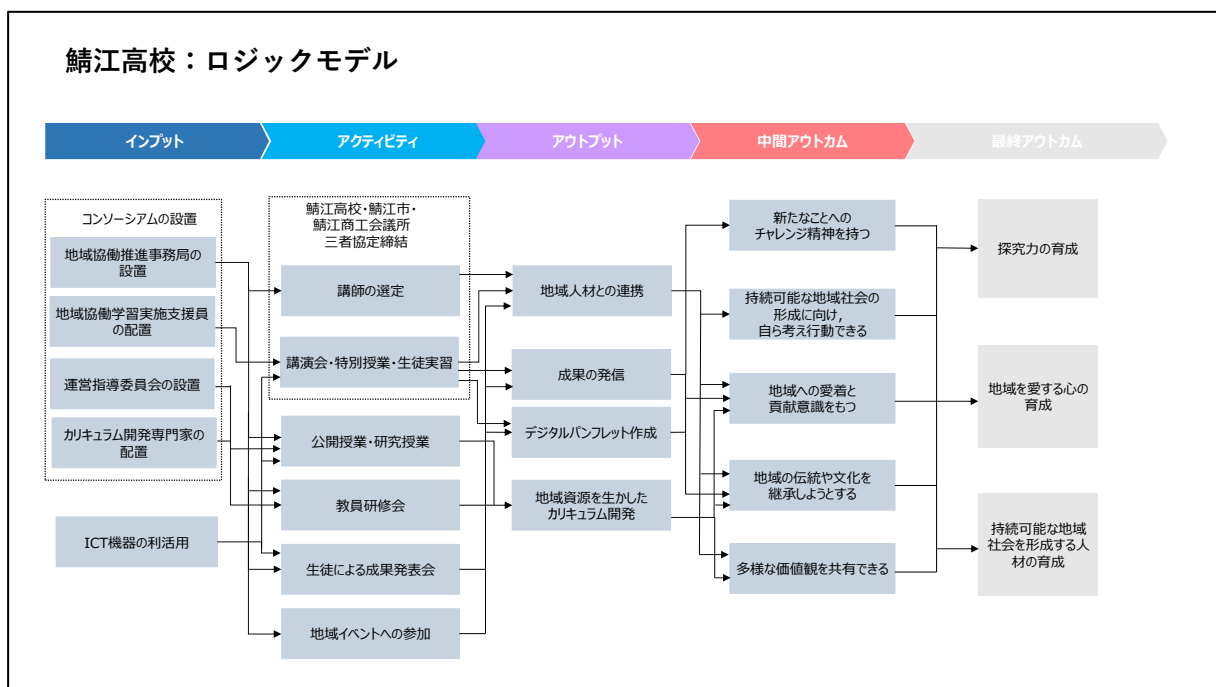 鯖江高校：ロジックモデル
インプット
アクティビティ
アウトプット
中間アウトカム
最終アウトカム
コンソーシアムの設置
地域協働推進事務局の
設置
地域協働学習実施支援員
の配置
運営指導委員会の設置
カリキュラム開発専門家の
配置
ICT機器の利活用
鯖江高校・鯖江市・
鯖江商工会議所
三者協定締結
講師の選定
講演会・特別授業・生徒実習
公開授業・研究授業
教員研修会
生徒による成果発表会
地域イベントへの参加
地域人材との連携
成果の発信
デジタルパンフレット作成
地域資源を生かした
カリキュラム開発
新たなことへの
チャレンジ精神を持つ
持続可能な地域社会の
形成に向け，
自ら考え行動できる
地域への愛着と
貢献意識をもつ
地域の伝統や文化を
継承しようとする
多様な価値観を共有できる
探究力の育成
地域を愛する心の
育成
持続可能な地域
社会を形成する人
材の育成